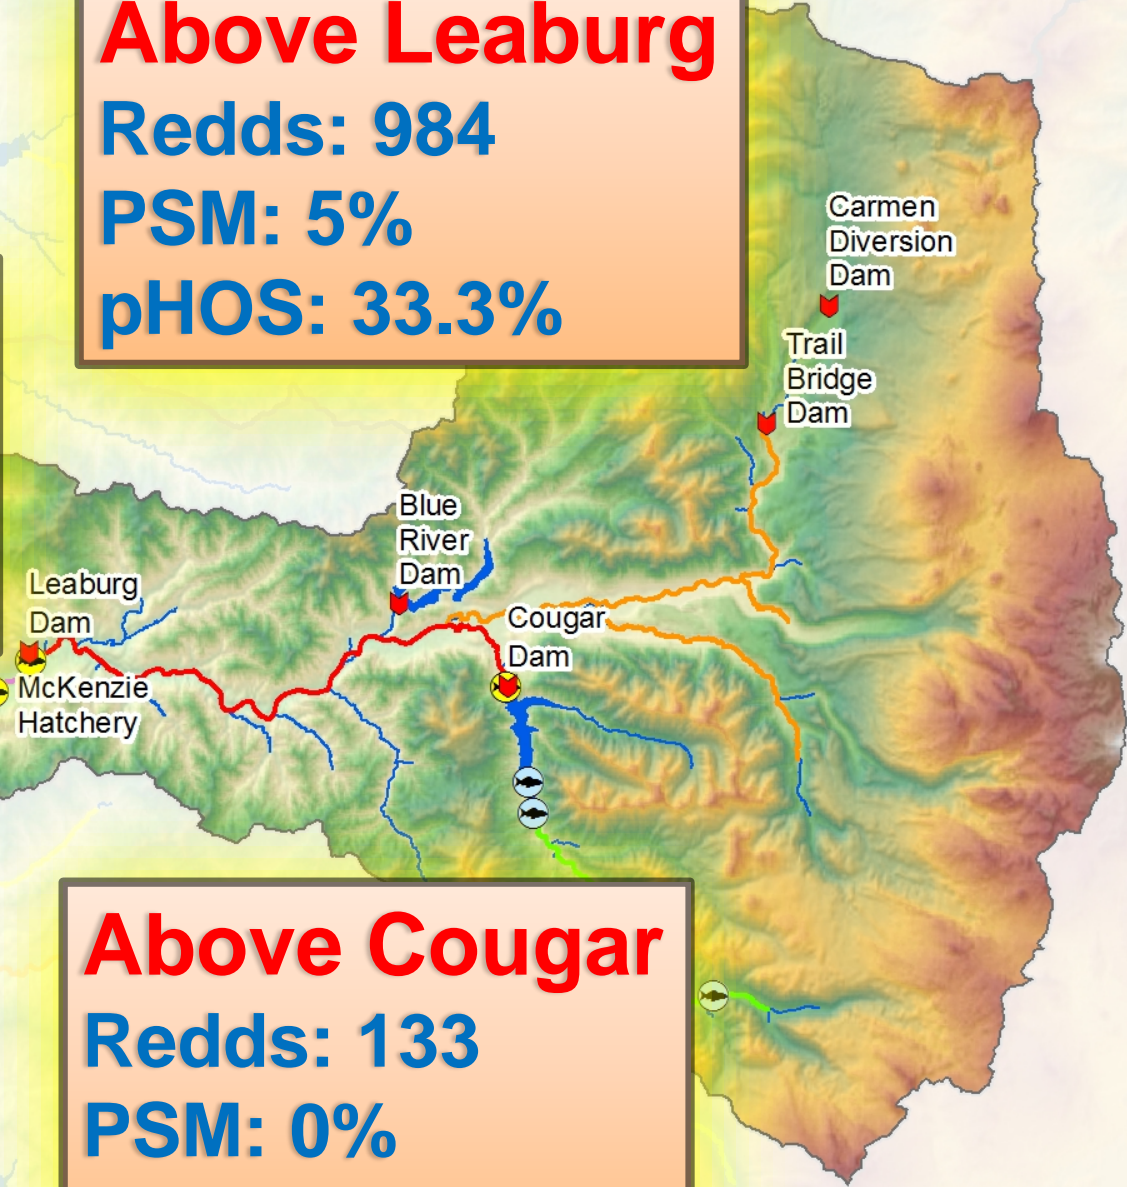 Above Leaburg
Redds: 984
PSM: 5%
pHOS: 33.3%
Carmen
Diversion
Dam
Trail
Bridge
Dam
Blue
River
Dam
Leaburg
Dam
Cougar
Dam
McKenzie
Hatchery
Above Cougar
Redds: 133
PSM: 0%